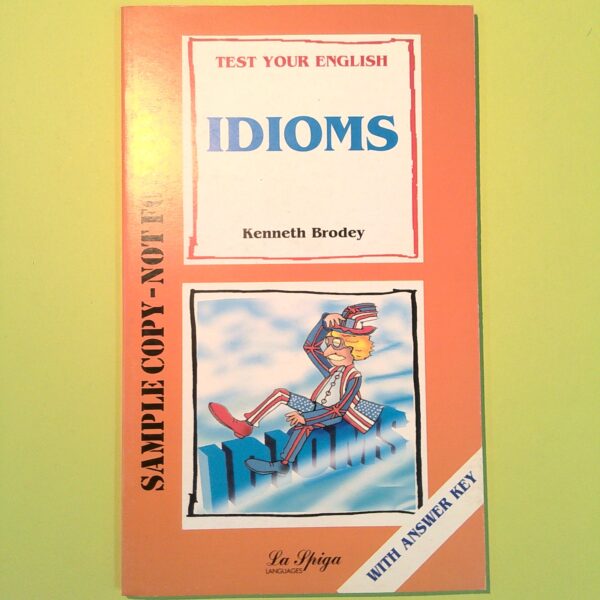 TEST YOUR ENGLISH
IDIOMS
Kenneth Brodey
SAMPLE COPY-NOT
IDIOMS
WITH ANSWER KEY
La Spiga
LANGUAGES